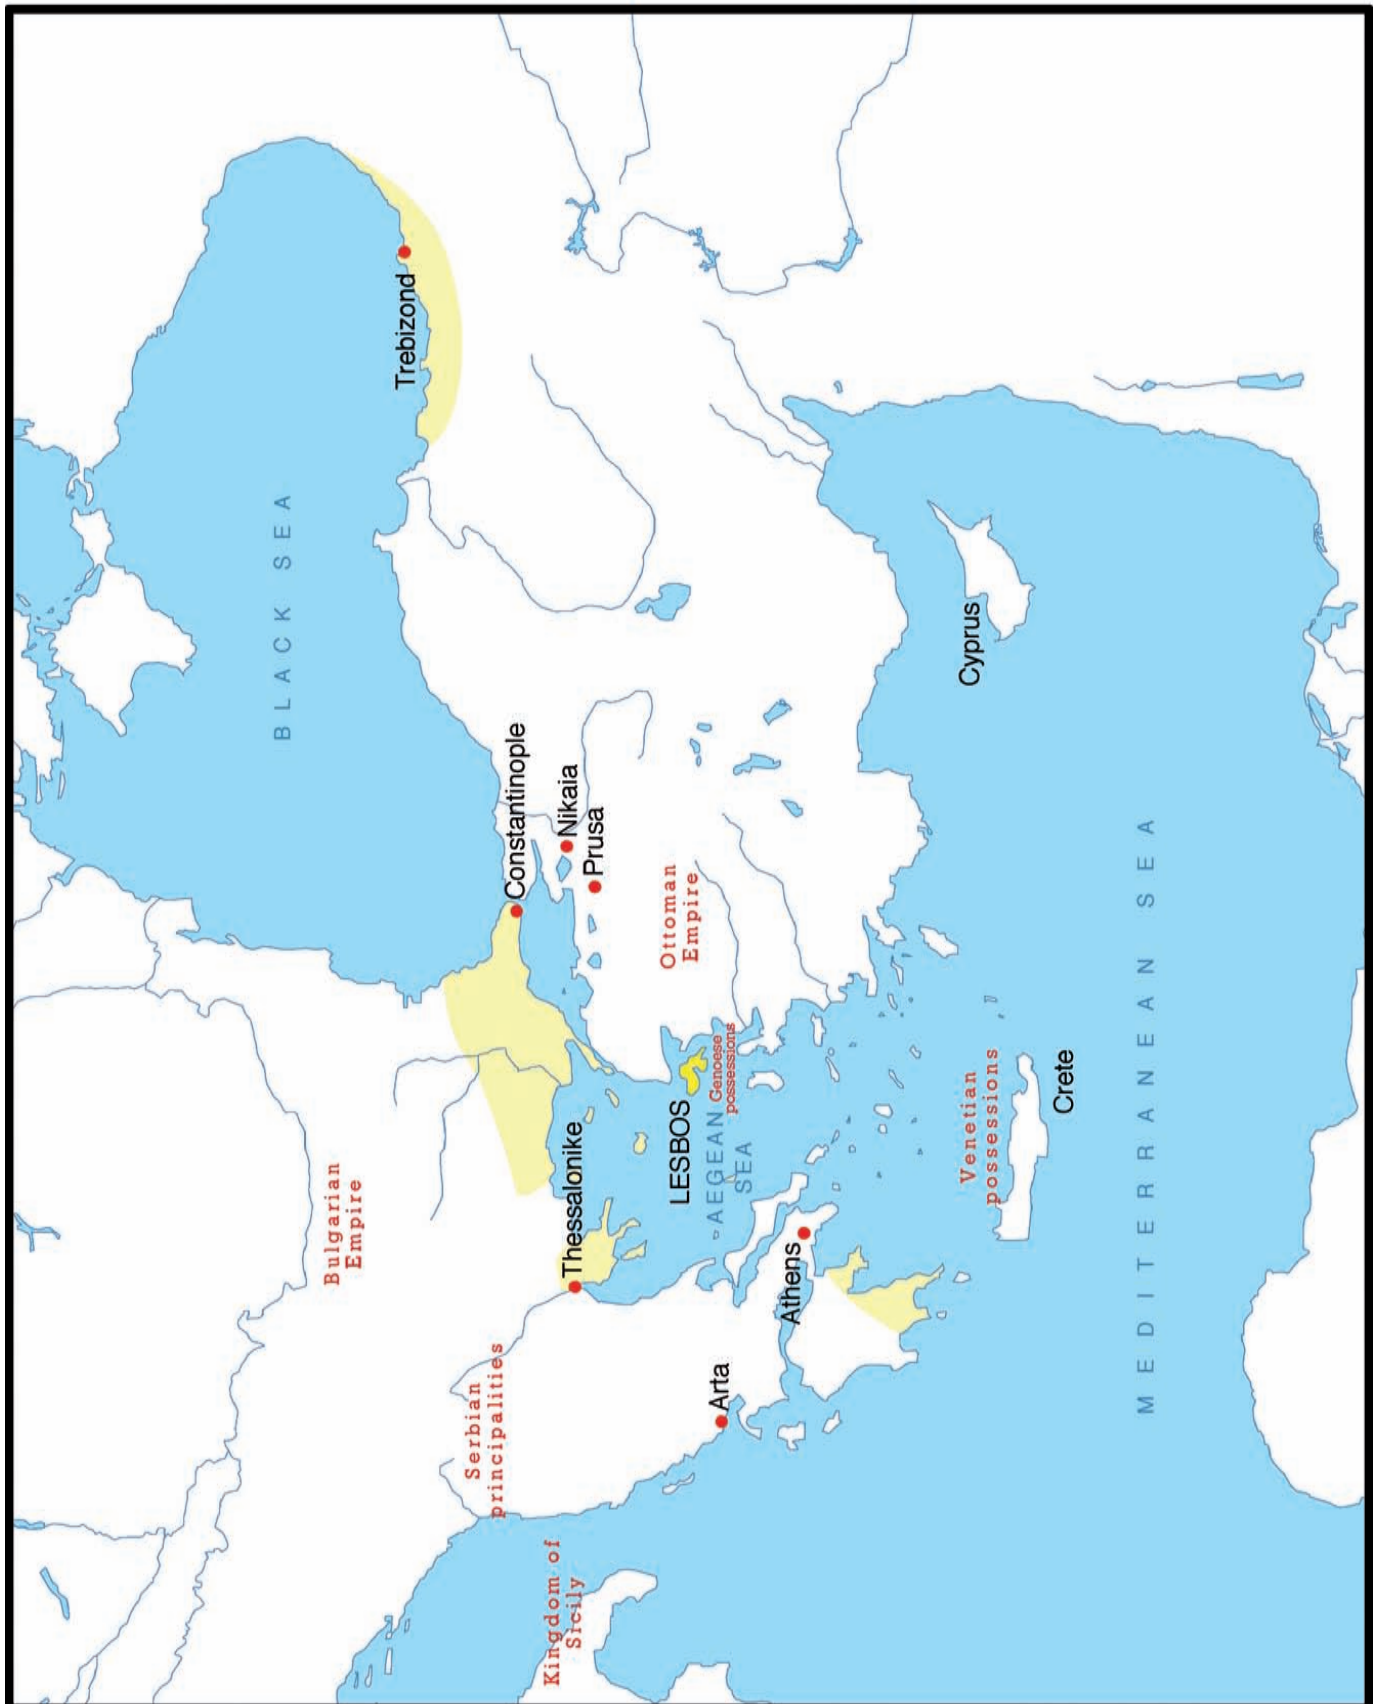 BLACK SEA
Trebizond
Bulgarian
Empire
Constantinople
Nikaia
Prusa
Serbian
principalities
Thessalonike
Kingdom of
Sicily
Ottoman
Empire
LESBOS
Genoese
possessions
AEGEAN
SEA
Arta
Athens
Cyprus
Venetian
possessions
Crete
MEDITERRANEAN SEA